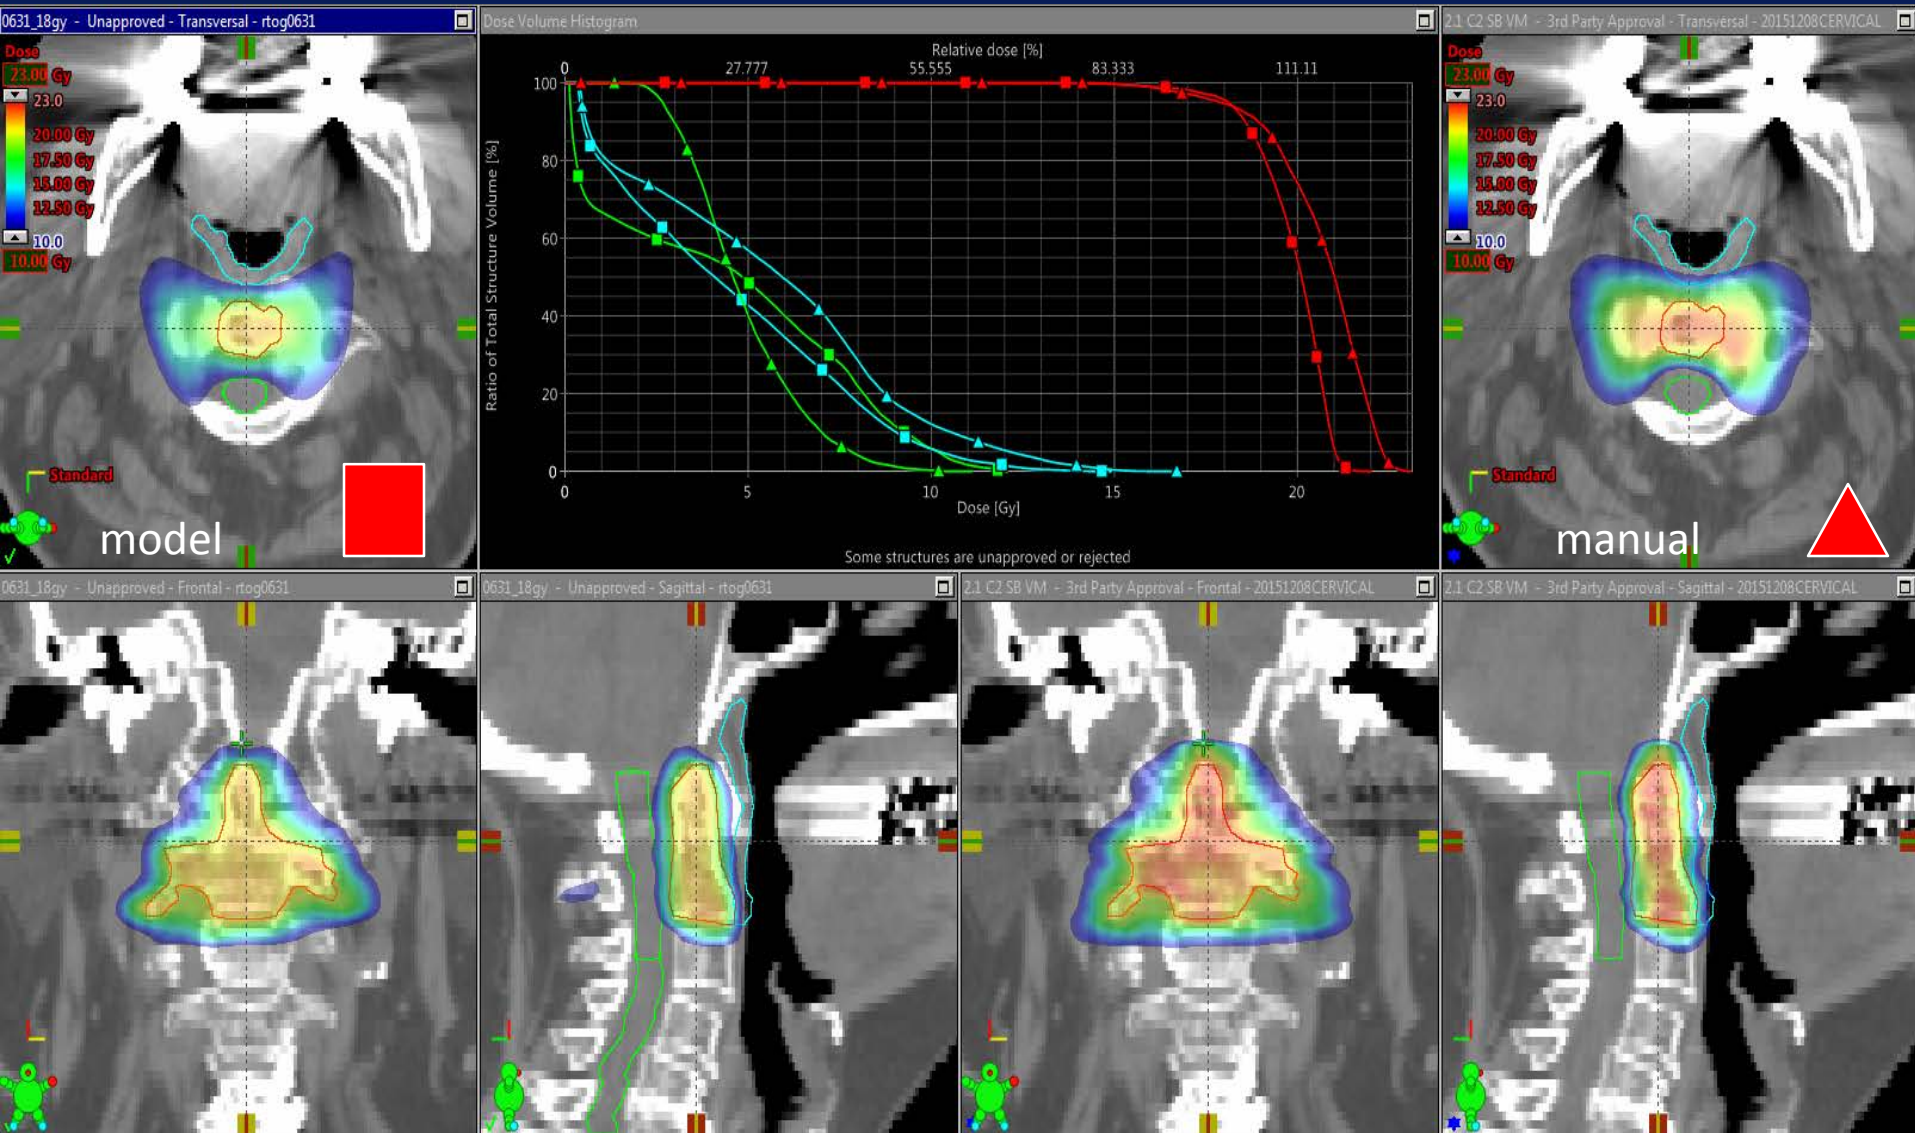 0631_18gy - Unapproved - Transversal - rtog0631
Dose
23.00 Gy
23.0
20.00 Gy
17.50 Gy
15.00 Gy
12.50 Gy
10.0
10.00 Gy
Standard
model
Dose Volume Histogram
Relative dose [%]
0 27.777 55.555 83.333 111.11
Ratio of Total Structure Volume [%]
100
80
60
40
20
0
0 5 10 15 20
Dose [Gy]
Some structures are unapproved or rejected
2.1 C2 SB VM - 3rd Party Approval - Transversal - 20151208CERVICAL
Dose
23.00 Gy
23.0
20.00 Gy
17.50 Gy
15.00 Gy
12.50 Gy
10.0
10.00 Gy
Standard
manual
0631_18gy - Unapproved - Frontal - rtog0631
0631_18gy - Unapproved - Sagittal - rtog0631
2.1 C2 SB VM - 3rd Party Approval - Frontal - 20151208CERVICAL
2.1 C2 SB VM - 3rd Party Approval - Sagittal - 20151208CERVICAL